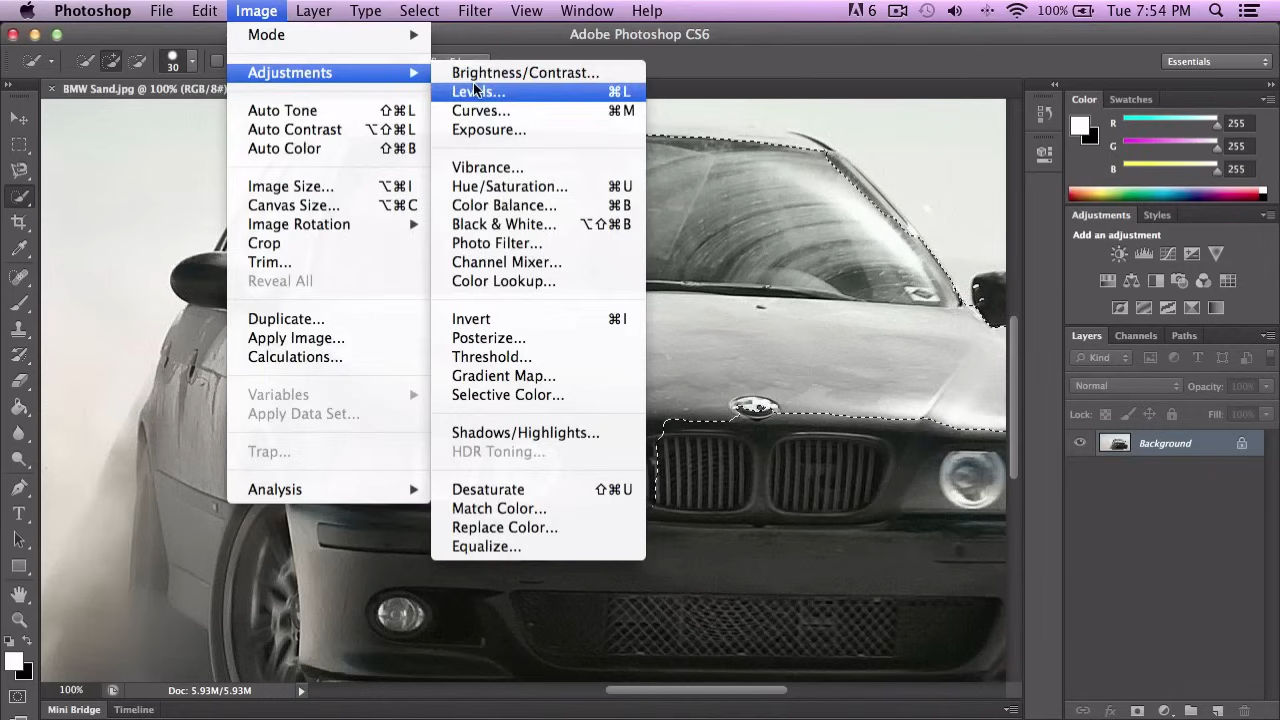 Photoshop File Edit Image Layer Type Select Filter View Window Help 6 100% Tue 7:54 PM
Adobe Photoshop CS6
30
Essentials
BMW Sand.jpg @ 100% (RGB/8#)
Mode
Adjustments
Auto Tone ⇧⌘L
Auto Contrast ⌥⇧⌘L
Auto Color ⇧⌘B
Image Size... ⌥⌘I
Canvas Size... ⌥⌘C
Image Rotation
Crop
Trim...
Reveal All
Duplicate...
Apply Image...
Calculations...
Variables
Apply Data Set...
Trap...
Analysis
Brightness/Contrast...
Levels... ⌘L
Curves... ⌘M
Exposure...
Vibrance...
Hue/Saturation... ⌘U
Color Balance... ⌘B
Black & White... ⌥⇧⌘B
Photo Filter...
Channel Mixer...
Color Lookup...
Invert ⌘I
Posterize...
Threshold...
Gradient Map...
Selective Color...
Shadows/Highlights...
HDR Toning...
Desaturate ⇧⌘U
Match Color...
Replace Color...
Equalize...
Color Swatches
R 255
G 255
B 255
Adjustments Styles
Add an adjustment
Layers Channels Paths
Kind
Normal Opacity:
Lock: Fill:
Background
100% Doc: 5.93M/5.93M
Mini Bridge Timeline